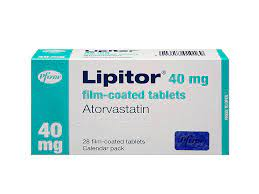 Pfizer
Lipitor® 40 mg
film-coated tablets
Atorvastatin
40
mg
28 film-coated tablets
Calendar pack
Pfizer